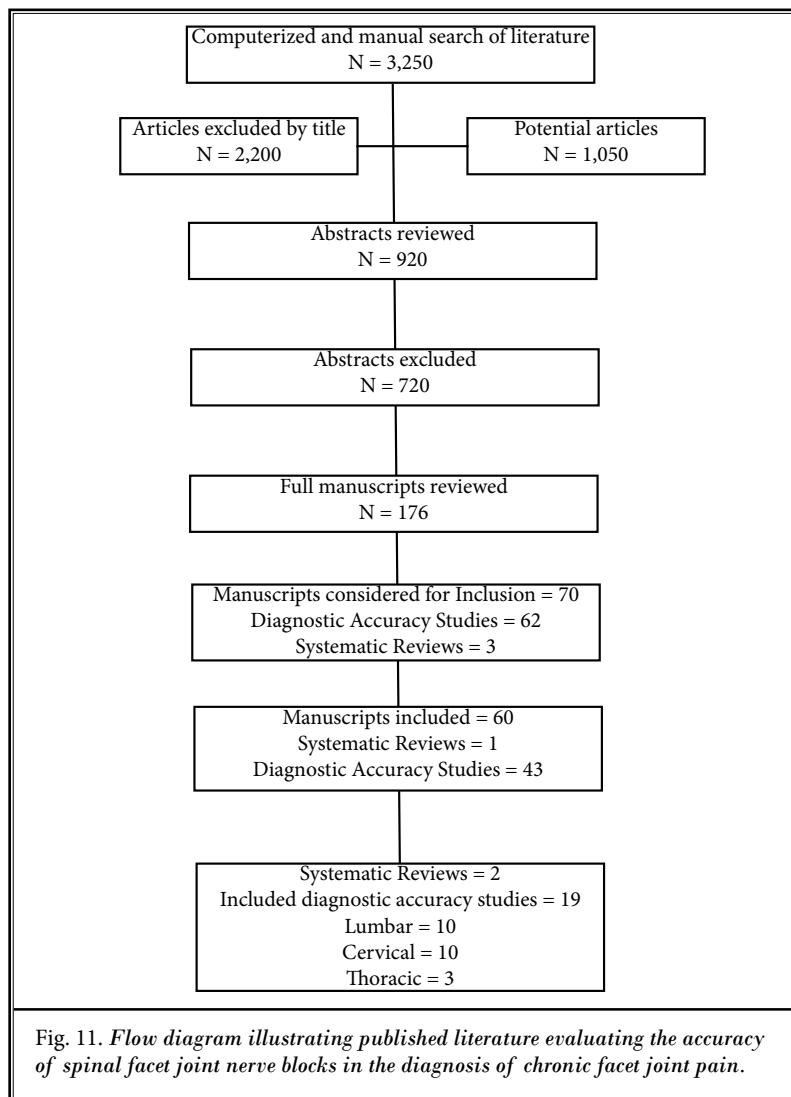 Computerized and manual search of literature
N = 3,250
Articles excluded by title
N = 2,200
Potential articles
N = 1,050
Abstracts reviewed
N = 920
Abstracts excluded
N = 720
Full manuscripts reviewed
N = 176
Manuscripts considered for Inclusion = 70
Diagnostic Accuracy Studies = 62
Systematic Reviews = 3
Manuscripts included = 60
Systematic Reviews = 1
Diagnostic Accuracy Studies = 43
Systematic Reviews = 2
Included diagnostic accuracy studies = 19
Lumbar = 10
Cervical = 10
Thoracic = 3
Fig. 11. Flow diagram illustrating published literature evaluating the accuracy
of spinal facet joint nerve blocks in the diagnosis of chronic facet joint pain.